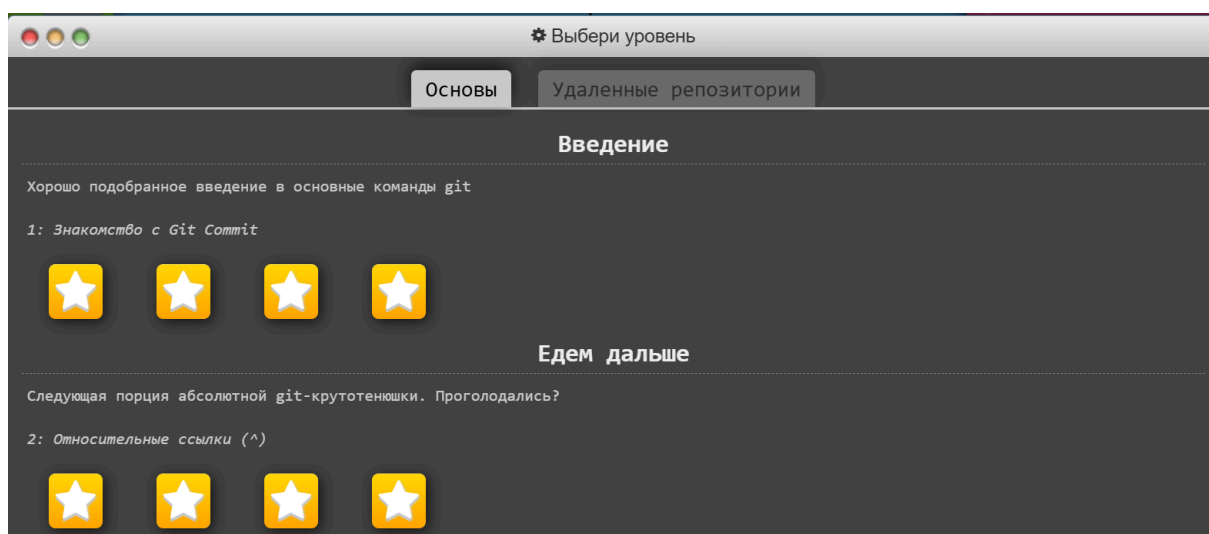 Выбери уровень
Основы
Удаленные репозитории
Введение
Хорошо подобранное введение в основные команды git
1: Знакомство с Git Commit
Едем дальше
Следующая порция абсолютной git-крутотенюшки. Проголодались?
2: Относительные ссылки (^)